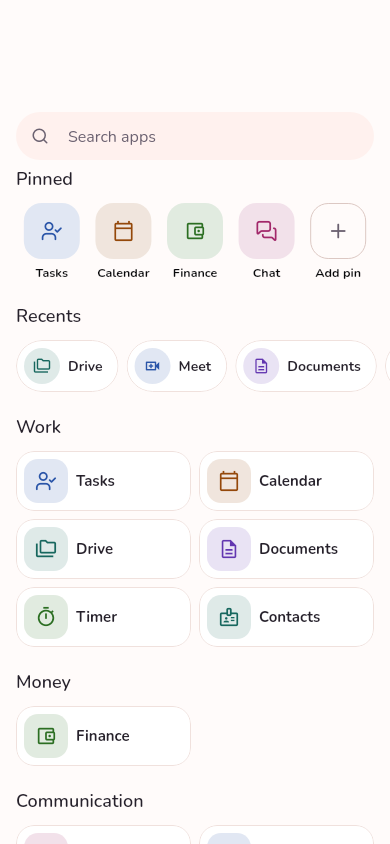 Search apps
Pinned
Tasks
Calendar
Finance
Chat
Add pin
Recents
Drive
Meet
Documents
Work
Tasks
Calendar
Drive
Documents
Timer
Contacts
Money
Finance
Communication